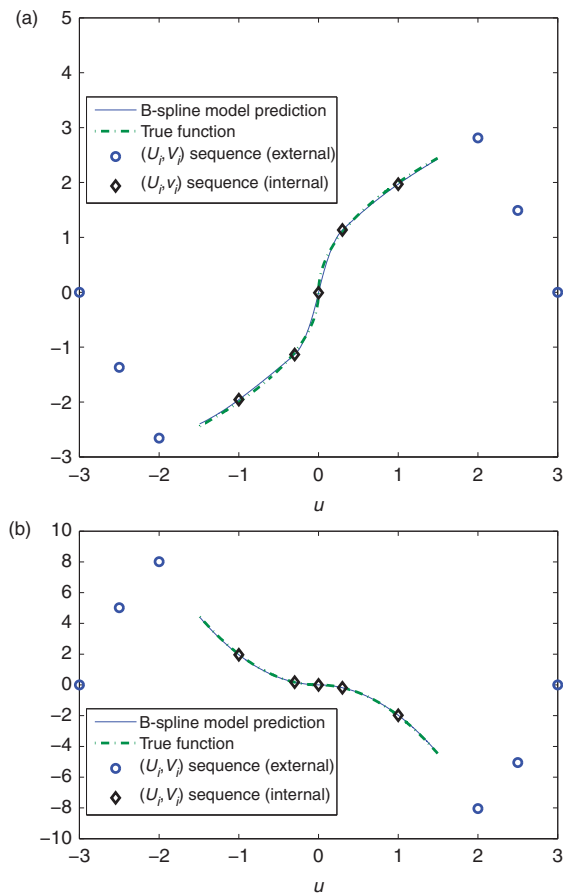 (a)
5
4
3
2
1
0
−1
−2
−3
B-spline model prediction
True function
(Uᵢ,Vᵢ) sequence (external)
(Uᵢ,vᵢ) sequence (internal)
−3 −2 −1 0 1 2 3
u
(b)
10
8
6
4
2
0
−2
−4
−6
−8
−10
B-spline model prediction
True function
(Uᵢ,Vᵢ) sequence (external)
(Uᵢ,Vᵢ) sequence (internal)
−3 −2 −1 0 1 2 3
u